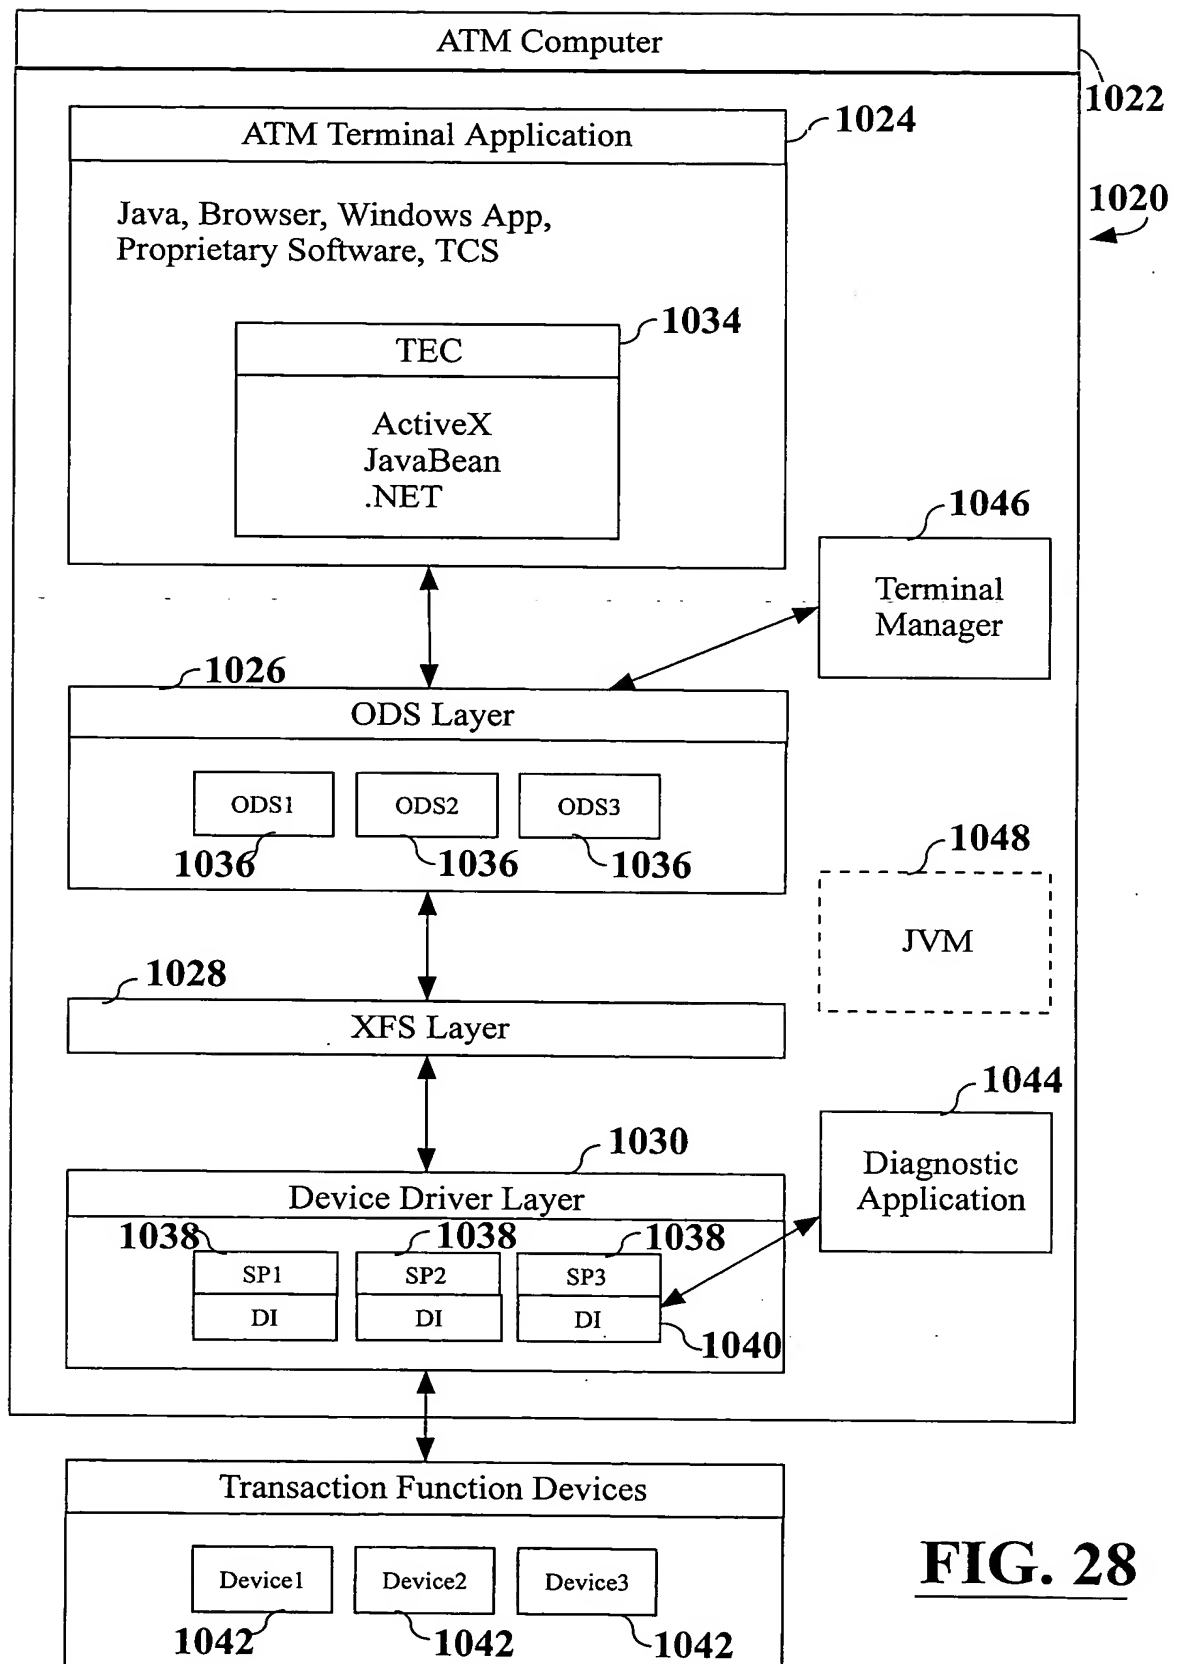 ATM Computer
1022
ATM Terminal Application
1024
1020
Java, Browser, Windows App,
Proprietary Software, TCS
1034
TEC
ActiveX
JavaBean
.NET
1046
Terminal
Manager
1026
ODS Layer
ODS1 ODS2 ODS3
1036 1036 1036
1048
JVM
1028
XFS Layer
1044
Diagnostic
Application
1030
Device Driver Layer
1038 1038 1038
SP1 SP2 SP3
DI DI DI
1040
Transaction Function Devices
Device1 Device2 Device3
1042 1042 1042
FIG. 28